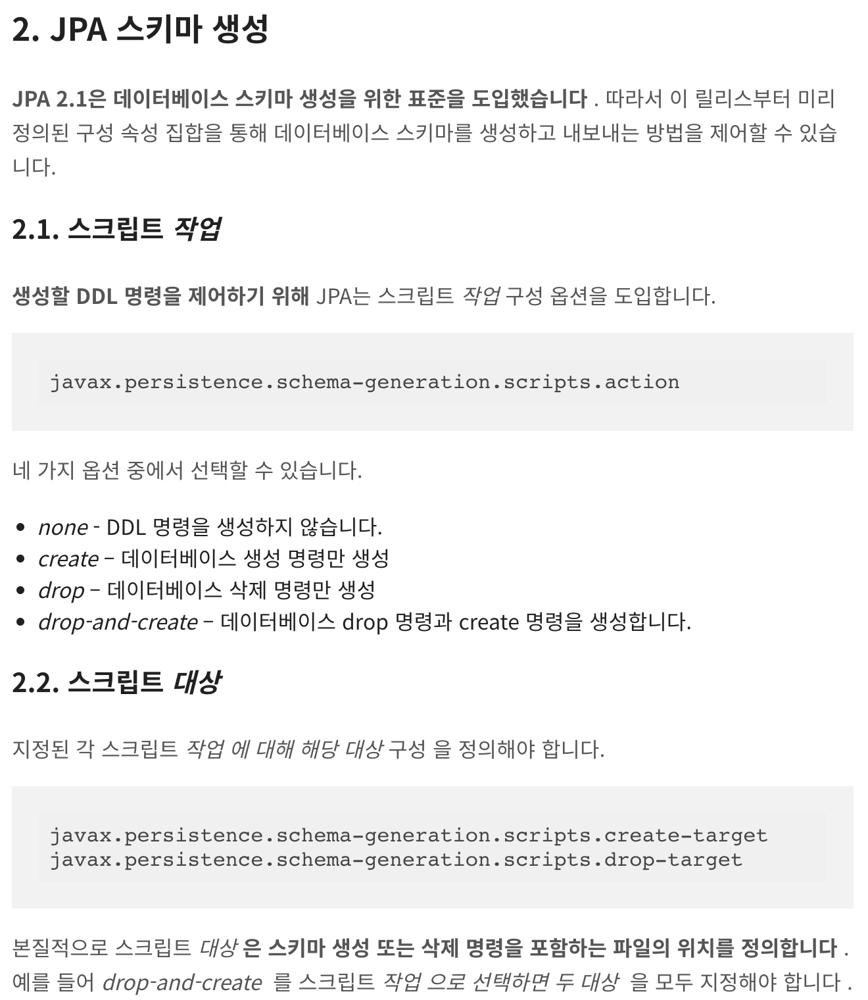 2. JPA 스키마 생성
JPA 2.1은 데이터베이스 스키마 생성을 위한 표준을 도입했습니다 . 따라서 이 릴리스부터 미리
정의된 구성 속성 집합을 통해 데이터베이스 스키마를 생성하고 내보내는 방법을 제어할 수 있습
니다.
2.1. 스크립트 작업
생성할 DDL 명령을 제어하기 위해 JPA는 스크립트 작업 구성 옵션을 도입합니다.
javax.persistence.schema-generation.scripts.action
네 가지 옵션 중에서 선택할 수 있습니다.
• none - DDL 명령을 생성하지 않습니다.
• create – 데이터베이스 생성 명령만 생성
• drop – 데이터베이스 삭제 명령만 생성
• drop-and-create – 데이터베이스 drop 명령과 create 명령을 생성합니다.
2.2. 스크립트 대상
지정된 각 스크립트 작업 에 대해 해당 대상 구성 을 정의해야 합니다.
javax.persistence.schema-generation.scripts.create-target
javax.persistence.schema-generation.scripts.drop-target
본질적으로 스크립트 대상 은 스키마 생성 또는 삭제 명령을 포함하는 파일의 위치를 정의합니다 .
예를 들어 drop-and-create 를 스크립트 작업 으로 선택하면 두 대상 을 모두 지정해야 합니다 .